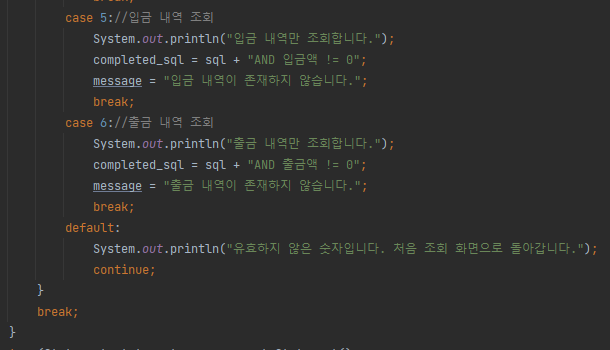 case 5://입금 내역 조회
System.out.println("입금 내역만 조회합니다.");
completed_sql = sql + "AND 입금액 != 0";
message = "입금 내역이 존재하지 않습니다.";
break;
case 6://출금 내역 조회
System.out.println("출금 내역만 조회합니다.");
completed_sql = sql + "AND 출금액 != 0";
message = "출금 내역이 존재하지 않습니다.";
break;
default:
System.out.println("유효하지 않은 숫자입니다. 처음 조회 화면으로 돌아갑니다.");
continue;
}
break;
}